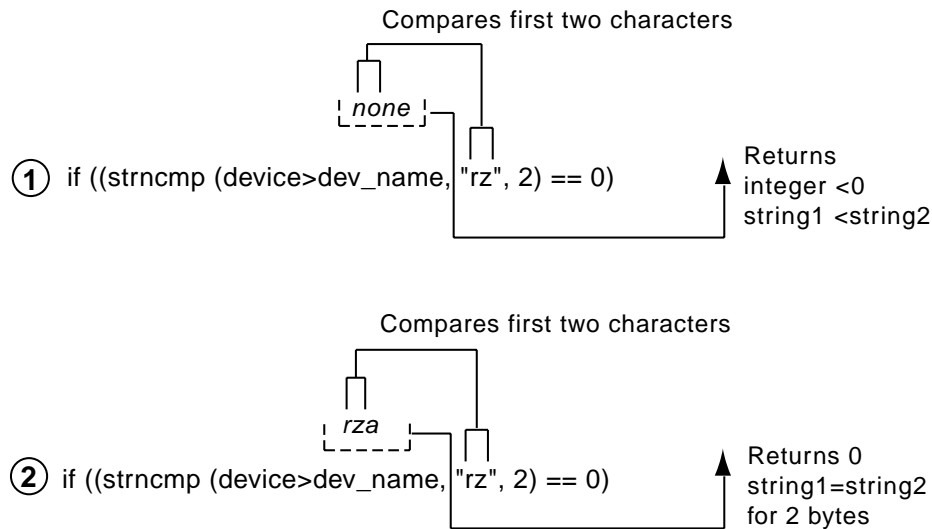 Compares first two characters
none
1 if ((strncmp (device>dev_name, "rz", 2) == 0)
Returns
integer <0
string1 <string2
Compares first two characters
rza
2 if ((strncmp (device>dev_name, "rz", 2) == 0)
Returns 0
string1=string2
for 2 bytes